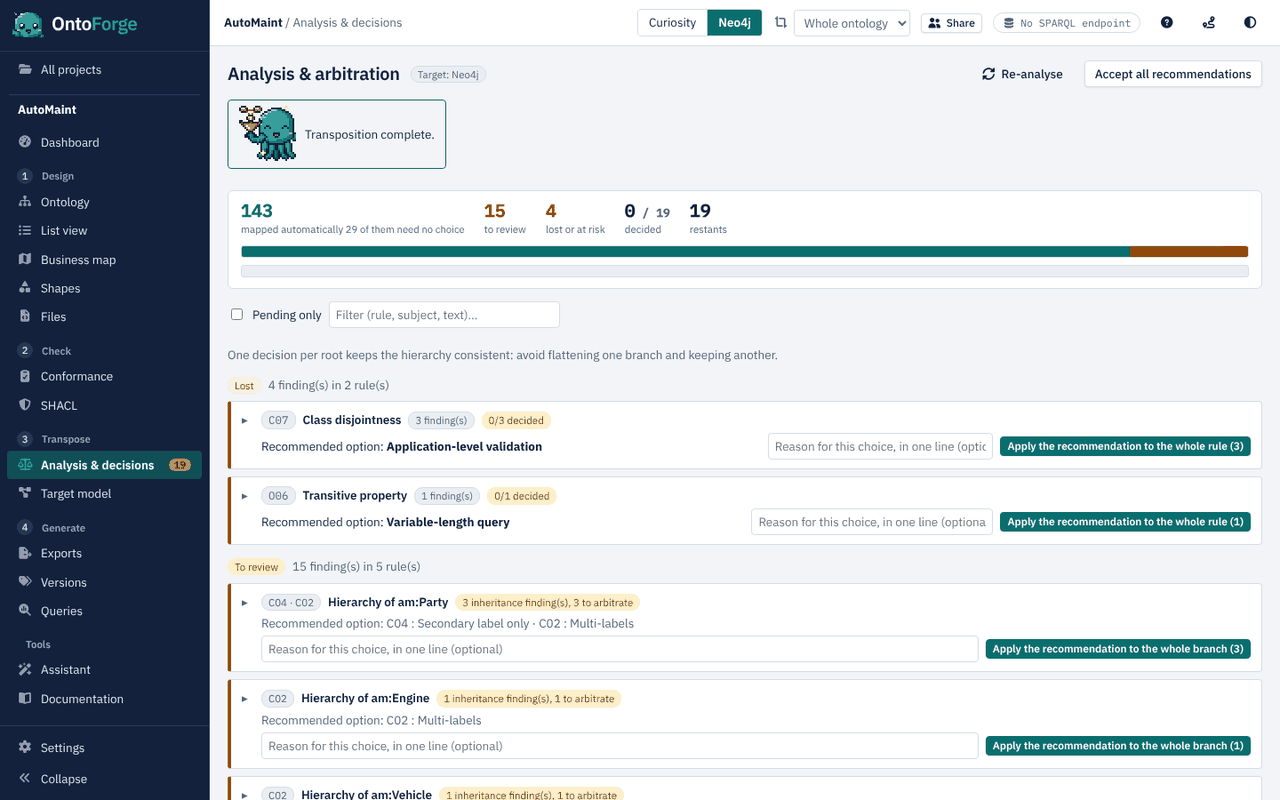 OntoForge
AutoMaint / Analysis & decisions
Curiosity
Neo4j
Whole ontology
Share
No SPARQL endpoint
All projects
AutoMaint
Dashboard
1 Design
Ontology
List view
Business map
Shapes
Files
2 Check
Conformance
SHACL
3 Transpose
Analysis & decisions 19
Target model
4 Generate
Exports
Versions
Queries
Tools
Assistant
Documentation
Settings
Collapse
Analysis & arbitration
Target: Neo4j
Re-analyse
Accept all recommendations
Transposition complete.
143
mapped automatically 29 of them need no choice
15
to review
4
lost or at risk
0 / 19
decided
19
restants
Pending only
Filter (rule, subject, text)...
One decision per root keeps the hierarchy consistent: avoid flattening one branch and keeping another.
Lost 4 finding(s) in 2 rule(s)
C07 Class disjointness 3 finding(s) 0/3 decided
Recommended option: Application-level validation
Reason for this choice, in one line (optic
Apply the recommendation to the whole rule (3)
O06 Transitive property 1 finding(s) 0/1 decided
Recommended option: Variable-length query
Reason for this choice, in one line (optiona
Apply the recommendation to the whole rule (1)
To review 15 finding(s) in 5 rule(s)
C04 · C02 Hierarchy of am:Party 3 inheritance finding(s), 3 to arbitrate
Recommended option: C04 : Secondary label only · C02 : Multi-labels
Reason for this choice, in one line (optional)
Apply the recommendation to the whole branch (3)
C02 Hierarchy of am:Engine 1 inheritance finding(s), 1 to arbitrate
Recommended option: C02 : Multi-labels
Reason for this choice, in one line (optional)
Apply the recommendation to the whole branch (1)
C02 Hierarchy of am:Vehicle 1 inheritance finding(s), 1 to arbitrate